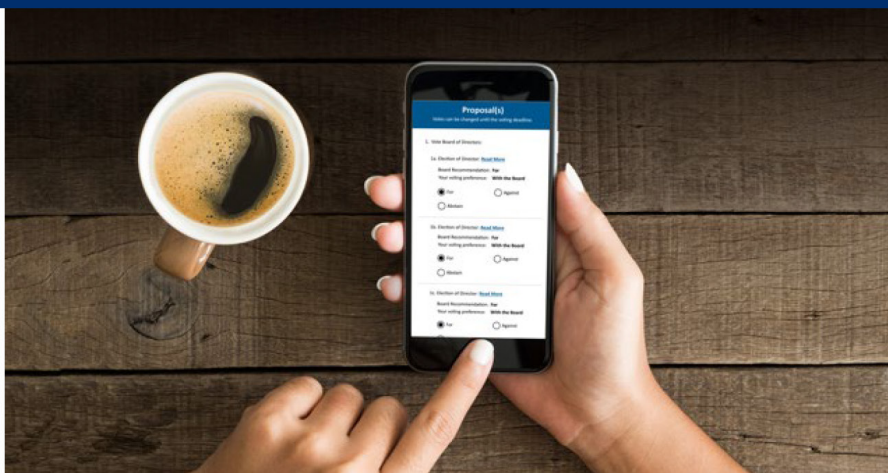 Proposal(s)
Votes can be changed until the voting deadline.
1. Vote Board of Directors:
1a. Election of Director: Read More
Board Recommendation: For
Your voting preference: With the Board
For
Against
Abstain
1b. Election of Director: Read More
Board Recommendation: For
Your voting preference: With the Board
For
Against
Abstain
1c. Election of Director: Read More
Board Recommendation: For
Your voting preference: With the Board
For
Against